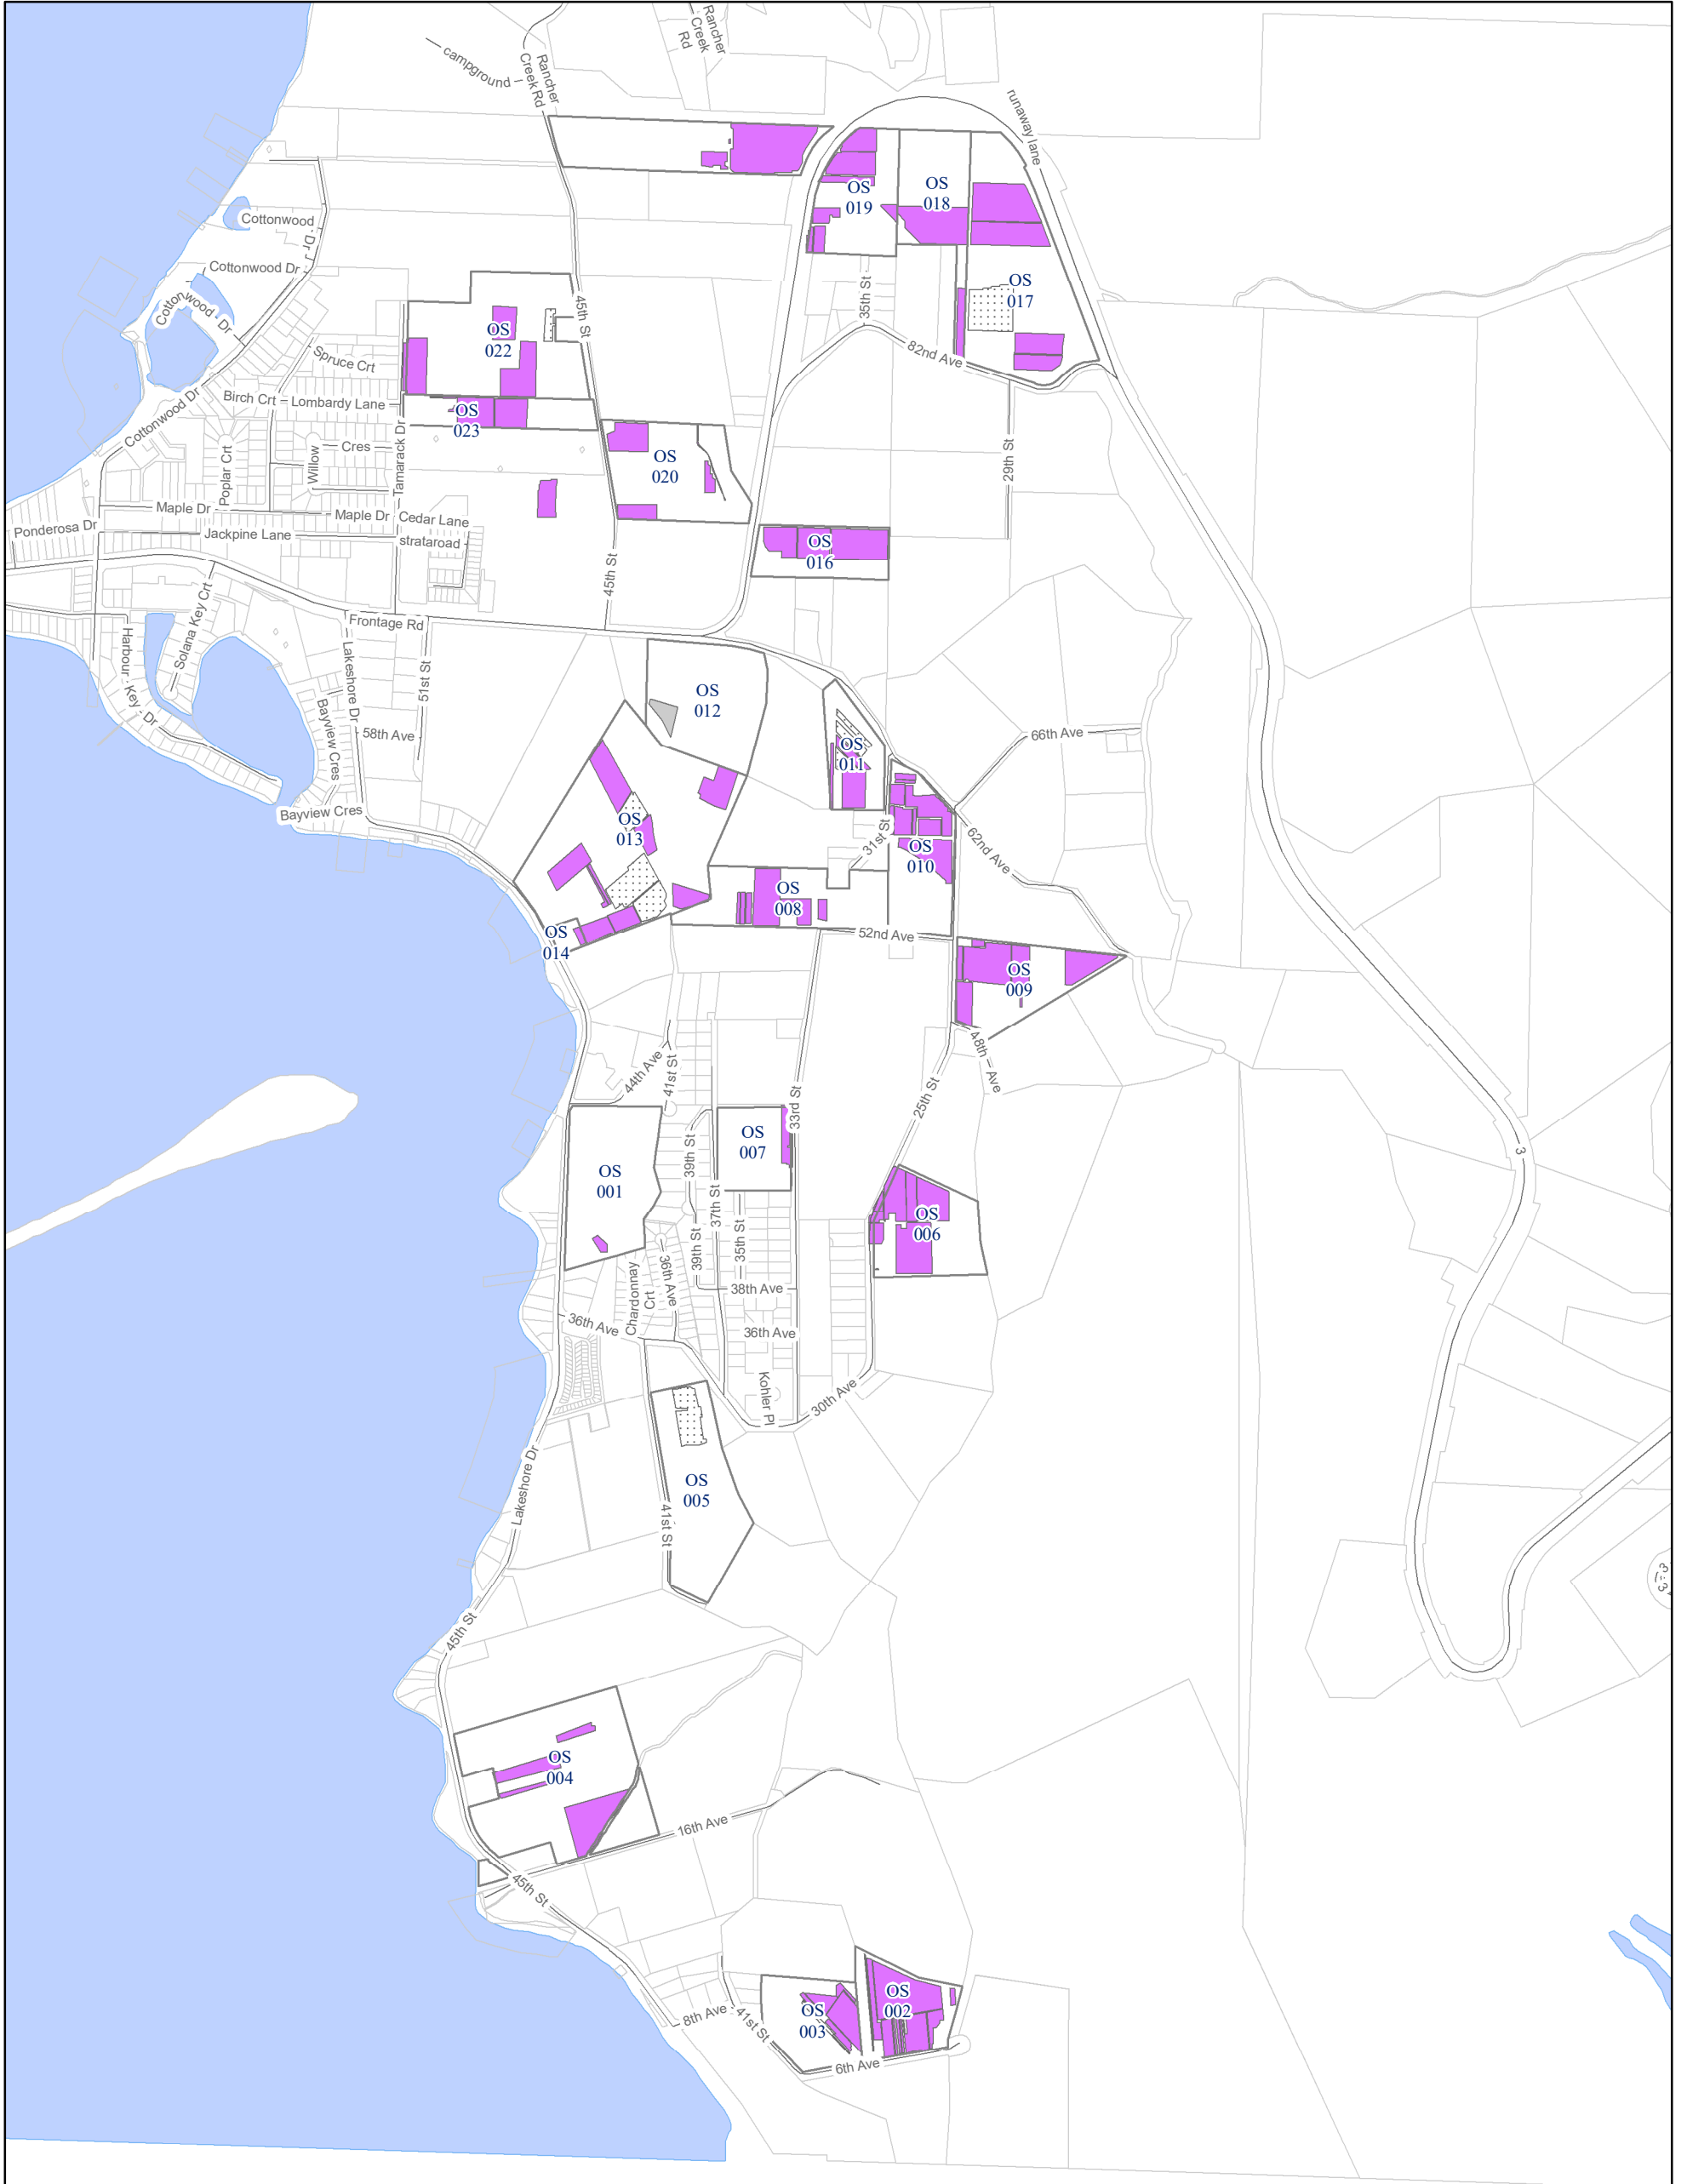 Rancher
Creek
Rd
campground
Rancher
Creek Rd
runaway lane
OS
019
OS
018
Cottonwood
Dr
Cottonwood Dr
Cottonwood
Dr
OS
017
35th St
45th St
OS
022
82nd Ave
Spruce Crt
Birch Crt
Lombardy Lane
OS
023
Cottonwood Dr
Cres
Willow
Poplar Crt
Tamarack Dr
OS
020
29th St
Maple Dr
Maple Dr
Cedar Lane
Ponderosa Dr
Jackpine Lane
strataroad
OS
016
45th St
Solana Key Crt
Frontage Rd
Harbour
Key
Dr
Lakeshore Dr
51st St
Bayview Cres
58th Ave
OS
012
66th Ave
OS
011
Bayview Cres
OS
013
31st St
62nd Ave
OS
010
OS
008
OS
014
52nd Ave
OS
009
48th
Ave
44th Ave
41st St
33rd St
25th St
OS
007
39th St
3
OS
001
37th St
OS
006
39th St
35th St
36th Ave
Chardonnay
Crt
38th Ave
36th Ave
36th Ave
Kohler Pl
30th Ave
Lakeshore Dr
OS
005
41st St
45th St
OS
004
16th Ave
45th St
OS
002
OS
003
8th Ave
41st St
6th Ave